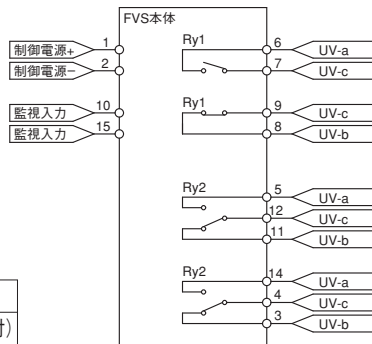 FVS本体
制御電源+ 1
制御電源− 2
監視入力 10
監視入力 15
Ry1 6 UV-a
7 UV-c
Ry1 9 UV-c
8 UV-b
Ry2 5 UV-a
12 UV-c
11 UV-b
Ry2 14 UV-a
4 UV-c
3 UV-b